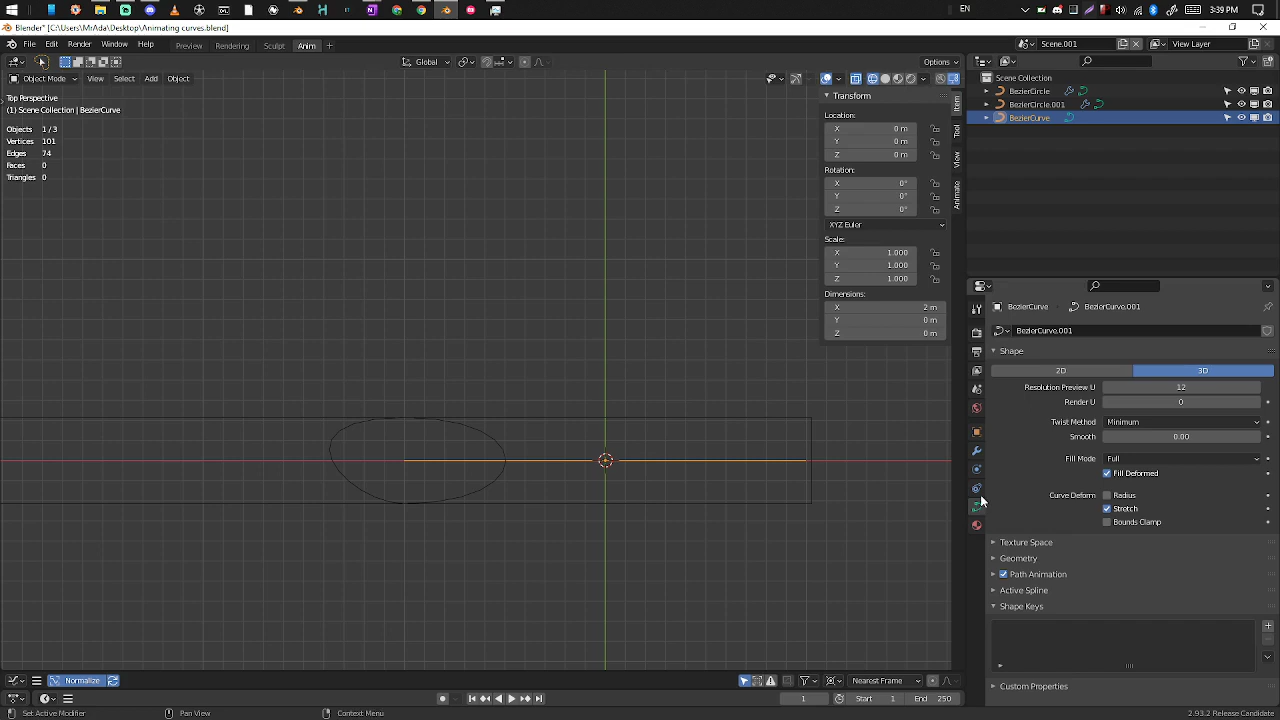 EN
3:39 PM
Blender* [C:\Users\MrAda\Desktop\Animating curves.blend]
File Edit Render Window Help
Preview Rendering Sculpt Anim +
Scene.001
View Layer
Global
Options
Object Mode View Select Add Object
Top Perspective
(1) Scene Collection | BezierCurve
Objects 1/3
Vertices 101
Edges 74
Faces 0
Triangles 0
Transform
Location:
X 0 m
Y 0 m
Z 0 m
Rotation:
X 0°
Y 0°
Z 0°
XYZ Euler
Scale:
X 1.000
Y 1.000
Z 1.000
Dimensions:
X 2 m
Y 0 m
Z 0 m
Item
Tool
View
Animate
Scene Collection
BezierCircle
BezierCircle.001
BezierCurve
BezierCurve BezierCurve.001
BezierCurve.001
Shape
2D 3D
Resolution Preview U 12
Render U 0
Twist Method Minimum
Smooth 0.00
Fill Mode Full
Fill Deformed
Curve Deform Radius
Stretch
Bounds Clamp
Texture Space
Geometry
Path Animation
Active Spline
Shape Keys
Custom Properties
Normalize
Nearest Frame
1 Start 1 End 250
Set Active Modifier Pan View Context Menu
2.93.2 Release Candidate